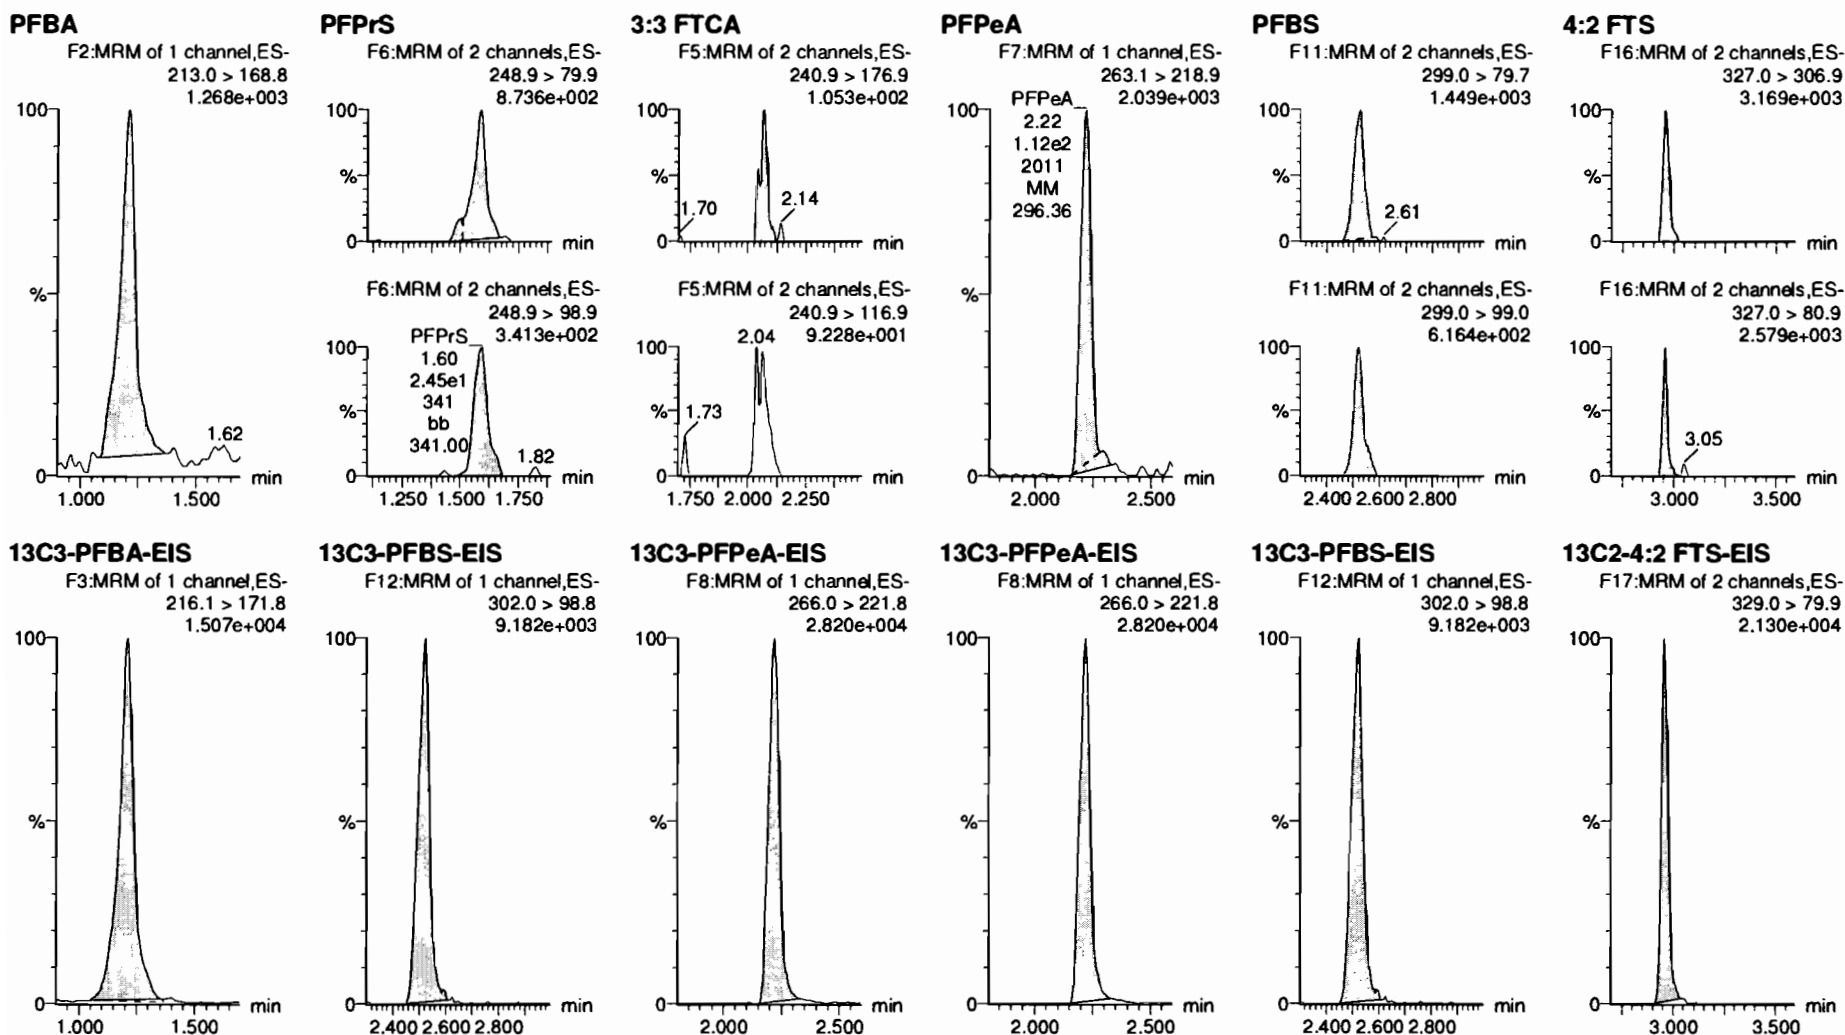 PFBA
F2:MRM of 1 channel,ES-
213.0 > 168.8
1.268e+003
100
%
0
1.62
min
1.000 1.500
PFPrS
F6:MRM of 2 channels,ES-
248.9 > 79.9
8.736e+002
100
%
0
min
F6:MRM of 2 channels,ES-
248.9 > 98.9
3.413e+002
PFPrS
1.60
2.45e1
341
bb
341.00
100
%
0
1.82
min
1.250 1.500 1.750
3:3 FTCA
F5:MRM of 2 channels,ES-
240.9 > 176.9
1.053e+002
100
%
0
1.70
2.14
min
F5:MRM of 2 channels,ES-
240.9 > 116.9
9.228e+001
2.04
100
%
0
1.73
min
1.750 2.000 2.250
PFPeA
F7:MRM of 1 channel,ES-
263.1 > 218.9
2.039e+003
PFPeA
2.22
1.12e2
2011
MM
296.36
100
%
0
min
2.000 2.500
PFBS
F11:MRM of 2 channels,ES-
299.0 > 79.7
1.449e+003
100
%
0
2.61
min
F11:MRM of 2 channels,ES-
299.0 > 99.0
6.164e+002
100
%
0
min
2.400 2.600 2.800
4:2 FTS
F16:MRM of 2 channels,ES-
327.0 > 306.9
3.169e+003
100
%
0
min
F16:MRM of 2 channels,ES-
327.0 > 80.9
2.579e+003
100
%
0
3.05
min
3.000 3.500
13C3-PFBA-EIS
F3:MRM of 1 channel,ES-
216.1 > 171.8
1.507e+004
100
%
0
min
1.000 1.500
13C3-PFBS-EIS
F12:MRM of 1 channel,ES-
302.0 > 98.8
9.182e+003
100
%
0
min
2.400 2.600 2.800
13C3-PFPeA-EIS
F8:MRM of 1 channel,ES-
266.0 > 221.8
2.820e+004
100
%
0
min
2.000 2.500
13C3-PFPeA-EIS
F8:MRM of 1 channel,ES-
266.0 > 221.8
2.820e+004
100
%
0
min
2.000 2.500
13C3-PFBS-EIS
F12:MRM of 1 channel,ES-
302.0 > 98.8
9.182e+003
100
%
0
min
2.400 2.600 2.800
13C2-4:2 FTS-EIS
F17:MRM of 2 channels,ES-
329.0 > 79.9
2.130e+004
100
%
0
min
3.000 3.500